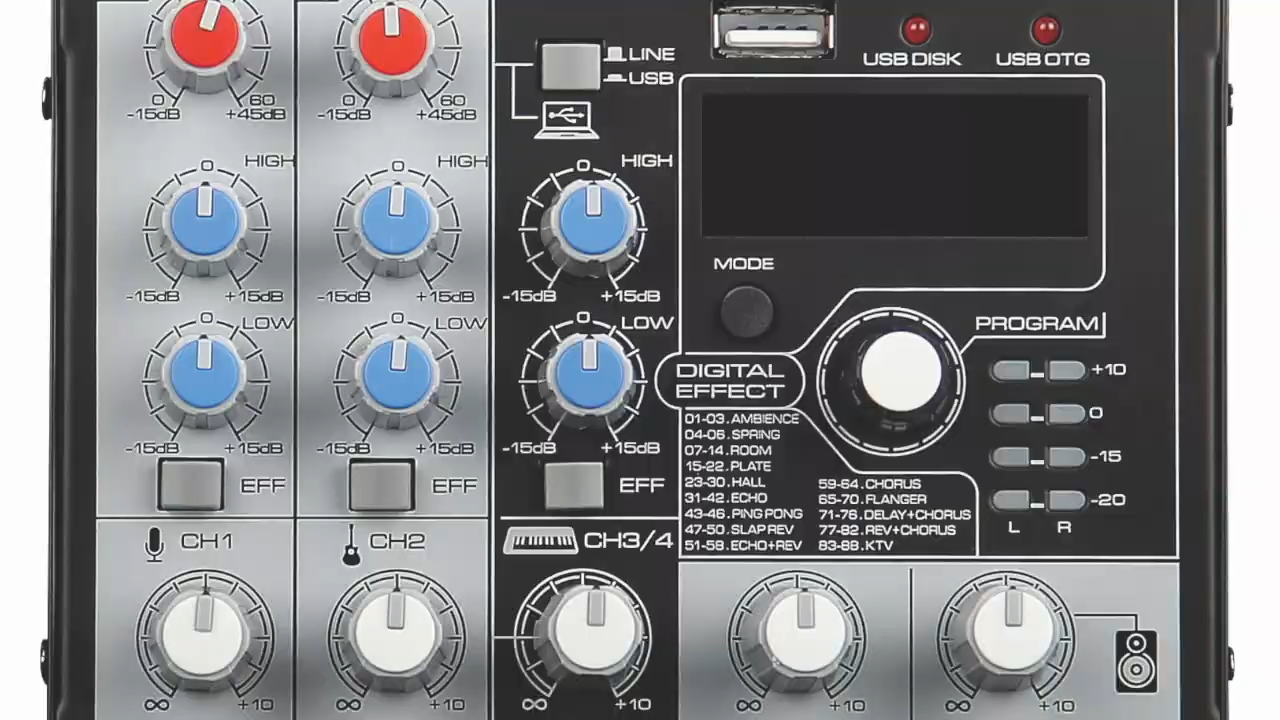 0 60
-15dB +45dB
0 60
-15dB +45dB
LINE
USB
USB DISK
USB OTG
0 HIGH
-15dB +15dB
0 HIGH
-15dB +15dB
0 HIGH
-15dB +15dB
0 LOW
-15dB +15dB
0 LOW
-15dB +15dB
0 LOW
-15dB +15dB
EFF
EFF
EFF
MODE
PROGRAM
DIGITAL
EFFECT
01-03.AMBIENCE
04-06.SPRING
07-14.ROOM
15-22.PLATE
23-30.HALL
31-42.ECHO
43-46.PING PONG
47-50.SLAP REV
51-58.ECHO+REV
59-64.CHORUS
65-70.FLANGER
71-76.DELAY+CHORUS
77-82.REV+CHORUS
83-88.KTV
+10
0
-15
-20
L R
CH1
CH2
CH3/4
∞ +10
∞ +10
∞ +10
∞ +10
∞ +10